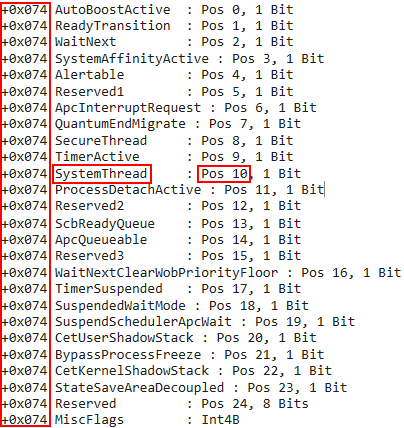 +0x074 AutoBoostActive : Pos 0, 1 Bit
+0x074 ReadyTransition : Pos 1, 1 Bit
+0x074 WaitNext : Pos 2, 1 Bit
+0x074 SystemAffinityActive : Pos 3, 1 Bit
+0x074 Alertable : Pos 4, 1 Bit
+0x074 Reserved1 : Pos 5, 1 Bit
+0x074 ApcInterruptRequest : Pos 6, 1 Bit
+0x074 QuantumEndMigrate : Pos 7, 1 Bit
+0x074 SecureThread : Pos 8, 1 Bit
+0x074 TimerActive : Pos 9, 1 Bit
+0x074 SystemThread : Pos 10, 1 Bit
+0x074 ProcessDetachActive : Pos 11, 1 Bit
+0x074 Reserved2 : Pos 12, 1 Bit
+0x074 ScbReadyQueue : Pos 13, 1 Bit
+0x074 ApcQueueable : Pos 14, 1 Bit
+0x074 Reserved3 : Pos 15, 1 Bit
+0x074 WaitNextClearWobPriorityFloor : Pos 16, 1 Bit
+0x074 TimerSuspended : Pos 17, 1 Bit
+0x074 SuspendedWaitMode : Pos 18, 1 Bit
+0x074 SuspendSchedulerApcWait : Pos 19, 1 Bit
+0x074 CetUserShadowStack : Pos 20, 1 Bit
+0x074 BypassProcessFreeze : Pos 21, 1 Bit
+0x074 CetKernelShadowStack : Pos 22, 1 Bit
+0x074 StateSaveAreaDecoupled : Pos 23, 1 Bit
+0x074 Reserved : Pos 24, 8 Bits
+0x074 MiscFlags : Int4B